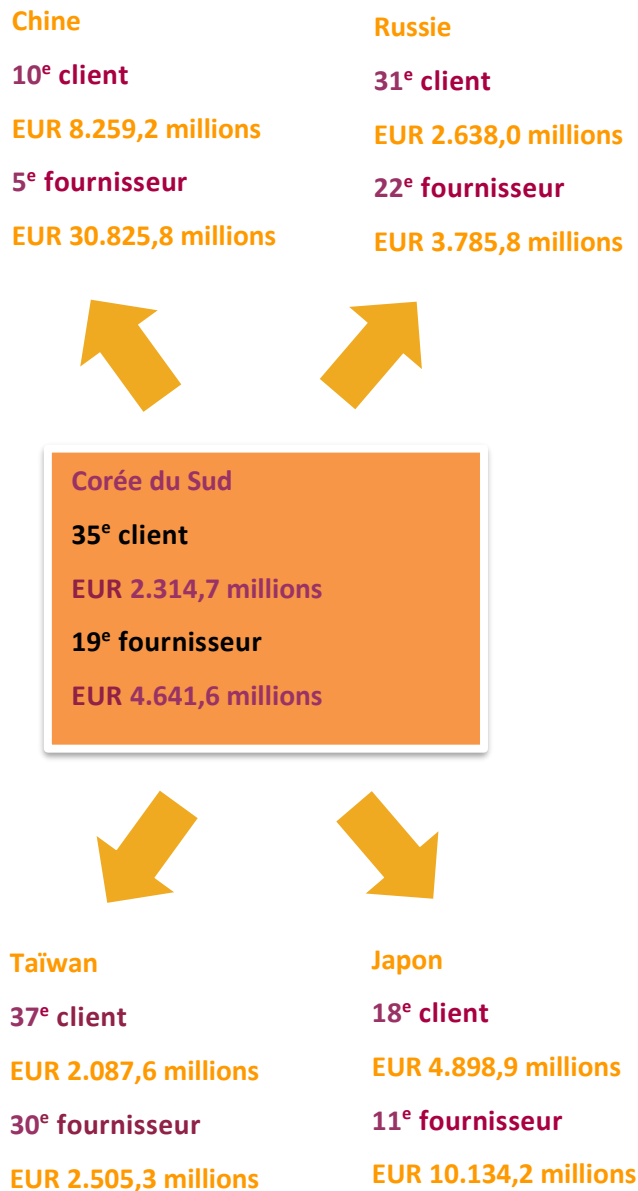 Chine
10e client
EUR 8.259,2 millions
5e fournisseur
EUR 30.825,8 millions
Russie
31e client
EUR 2.638,0 millions
22e fournisseur
EUR 3.785,8 millions
Corée du Sud
35e client
EUR 2.314,7 millions
19e fournisseur
EUR 4.641,6 millions
Taïwan
37e client
EUR 2.087,6 millions
30e fournisseur
EUR 2.505,3 millions
Japon
18e client
EUR 4.898,9 millions
11e fournisseur
EUR 10.134,2 millions